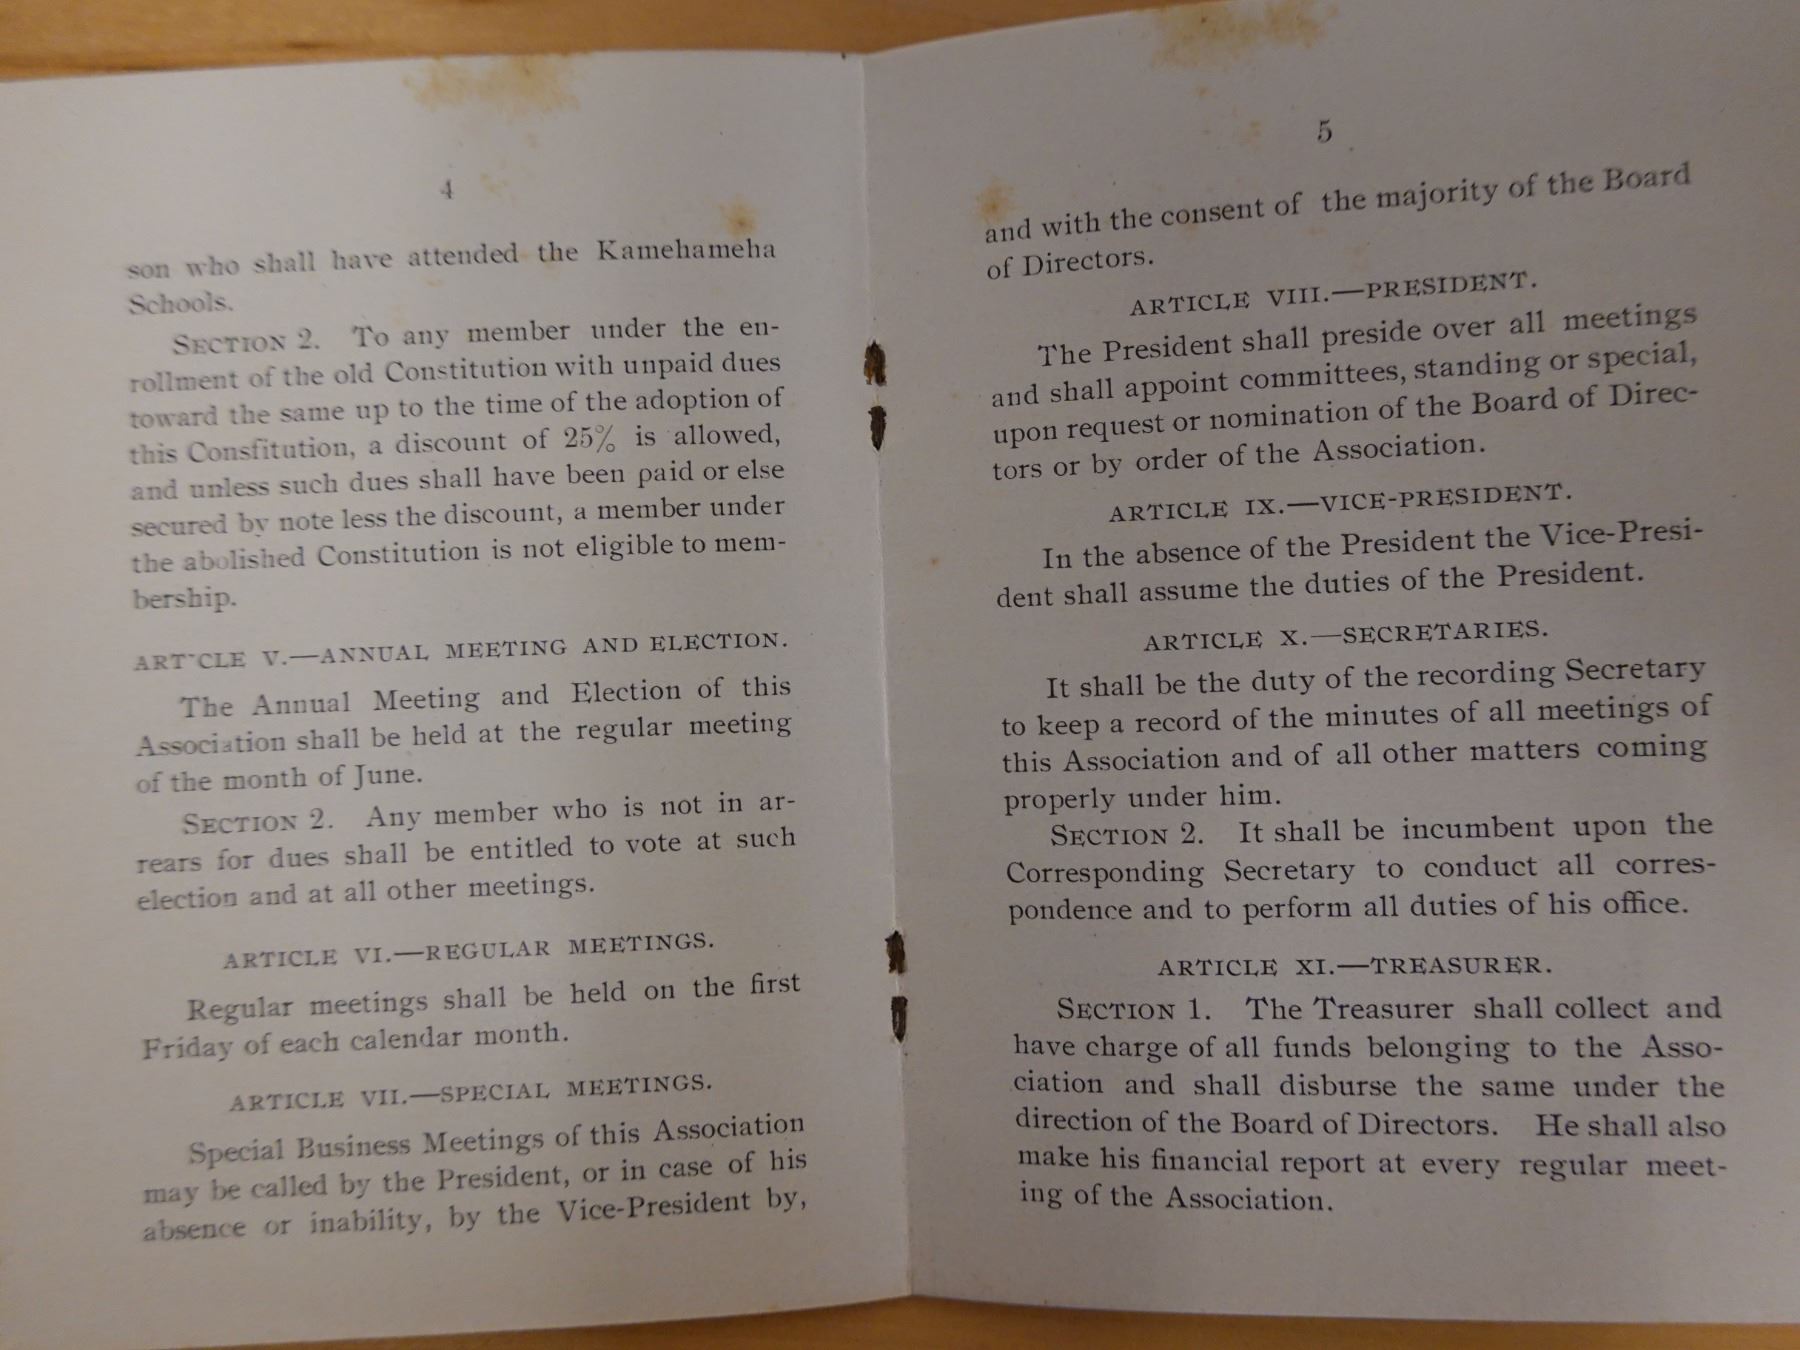 4
son who shall have attended the Kamehameha
Schools.
SECTION 2. To any member under the en-
rollment of the old Constitution with unpaid dues
toward the same up to the time of the adoption of
this Consfitution, a discount of 25% is allowed,
and unless such dues shall have been paid or else
secured by note less the discount, a member under
the abolished Constitution is not eligible to mem-
bership.
ART CLE V.—ANNUAL MEETING AND ELECTION.
The Annual Meeting and Election of this
Association shall be held at the regular meeting
of the month of June.
SECTION 2. Any member who is not in ar-
rears for dues shall be entitled to vote at such
election and at all other meetings.
ARTICLE VI.—REGULAR MEETINGS.
Regular meetings shall be held on the first
Friday of each calendar month.
ARTICLE VII.—SPECIAL MEETINGS.
Special Business Meetings of this Association
may be called by the President, or in case of his
absence or inability, by the Vice-President by,
5
and with the consent of the majority of the Board
of Directors.
ARTICLE VIII.—PRESIDENT.
The President shall preside over all meetings
and shall appoint committees, standing or special,
upon request or nomination of the Board of Direc-
tors or by order of the Association.
ARTICLE IX.—VICE-PRESIDENT.
In the absence of the President the Vice-Presi-
dent shall assume the duties of the President.
ARTICLE X.—SECRETARIES.
It shall be the duty of the recording Secretary
to keep a record of the minutes of all meetings of
this Association and of all other matters coming
properly under him.
SECTION 2. It shall be incumbent upon the
Corresponding Secretary to conduct all corres-
pondence and to perform all duties of his office.
ARTICLE XI.—TREASURER.
SECTION 1. The Treasurer shall collect and
have charge of all funds belonging to the Asso-
ciation and shall disburse the same under the
direction of the Board of Directors. He shall also
make his financial report at every regular meet-
ing of the Association.